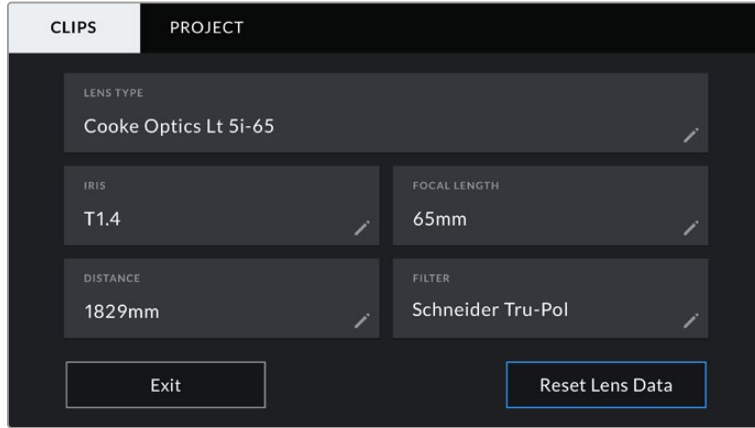 CLIPS PROJECT
LENS TYPE
Cooke Optics Lt 5i-65
IRIS
T1.4
FOCAL LENGTH
65mm
DISTANCE
1829mm
FILTER
Schneider Tru-Pol
Exit Reset Lens Data